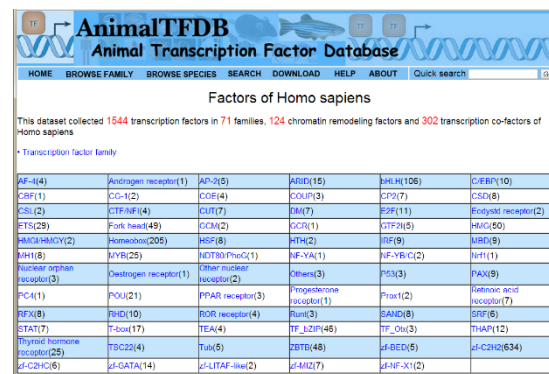 TF
AnimalTFDB
TF TF
Animal Transcription Factor Database
HOME BROWSE FAMILY BROWSE SPECIES SEARCH DOWNLOAD HELP ABOUT Quick search
Factors of Homo sapiens
This dataset collected 1544 transcription factors in 71 families, 124 chromatin remodeling factors and 302 transcription co-factors of
Homo sapiens
• Transcription factor family
AF-4(4) Androgen receptor(1) AP-2(5) ARID(15) bHLH(106) C/EBP(10)
CBF(1) CG-1(2) COE(4) COUP(3) CP2(7) CSD(8)
CSL(2) CTF/NFI(4) CUT(7) DM(7) E2F(11) Ecdystd receptor(2)
ETS(29) Fork head(49) GCM(2) GCR(1) GTF2I(5) HMG(50)
HMGI/HMGY(2) Homeobox(205) HSF(8) HTH(2) IRF(9) MBD(9)
MH1(8) MYB(25) NDT80/PhoG(1) NF-YA(1) NF-YB/C(2) Nrf1(1)
Nuclear orphan receptor(3) Oestrogen receptor(1) Other nuclear receptor(2) Others(3) P53(3) PAX(9)
PC4(1) POU(21) PPAR receptor(3) Progesterone receptor(1) Prox1(2) Retinoic acid receptor(7)
RFX(8) RHD(10) ROR receptor(4) Runt(3) SAND(8) SRF(6)
STAT(7) T-box(17) TEA(4) TF_bZIP(46) TF_Otx(3) THAP(12)
Thyroid hormone receptor(25) TSC22(4) Tub(5) ZBTB(48) zf-BED(5) zf-C2H2(634)
zf-C2HC(6) zf-GATA(14) zf-LITAF-like(2) zf-MIZ(7) zf-NF-X1(2)